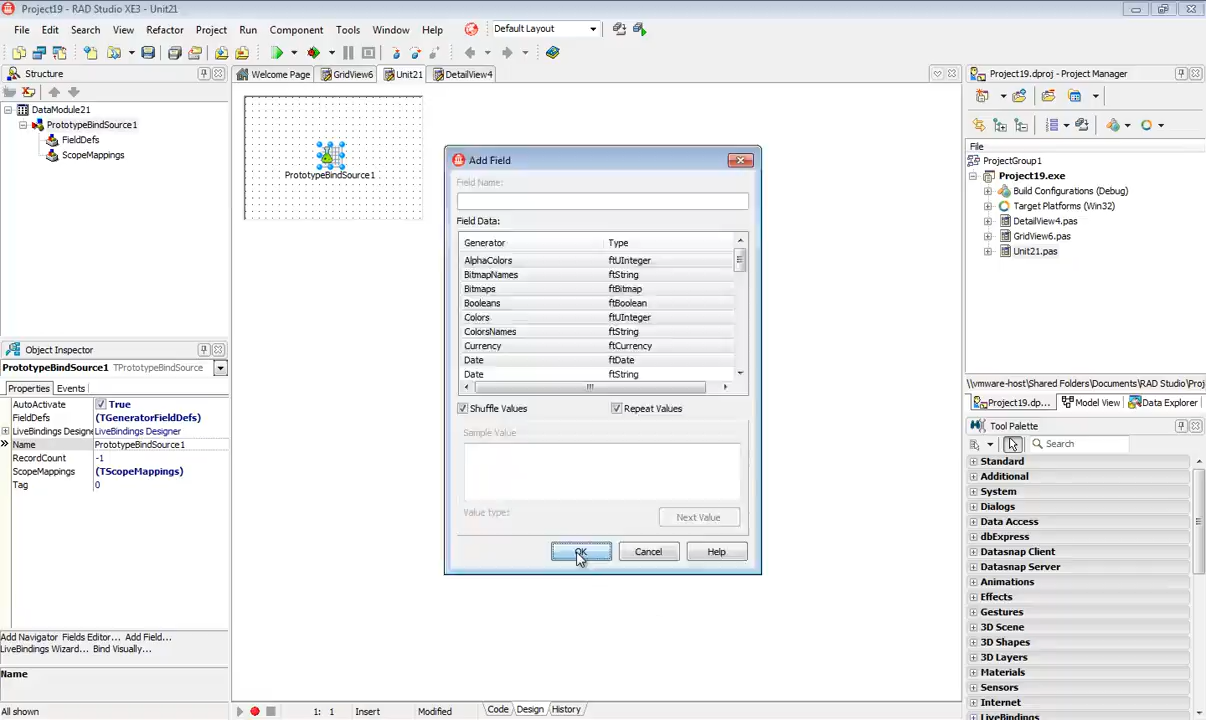 Project19 - RAD Studio XE3 - Unit21
File Edit Search View Refactor Project Run Component Tools Window Help
Default Layout
Structure
DataModule21
PrototypeBindSource1
FieldDefs
ScopeMappings
Object Inspector
PrototypeBindSource1 TPrototypeBindSource
Properties Events
AutoActivate True
FieldDefs (TGeneratorFieldDefs)
LiveBindings Designer LiveBindings Designer
Name PrototypeBindSource1
RecordCount -1
ScopeMappings (TScopeMappings)
Tag 0
Add Navigator Fields Editor... Add Field...
LiveBindings Wizard... Bind Visually...
Name
All shown
Welcome Page GridView6 Unit21 DetailView4
PrototypeBindSource1
Add Field
Field Name:
Field Data:
Generator Type
AlphaColors ftUInteger
BitmapNames ftString
Bitmaps ftBitmap
Booleans ftBoolean
Colors ftUInteger
ColorsNames ftString
Currency ftCurrency
Date ftDate
Date ftString
Shuffle Values Repeat Values
Sample Value
Value type:
Next Value
OK Cancel Help
1: 1 Insert Modified Code Design History
Project19.dproj - Project Manager
File
ProjectGroup1
Project19.exe
Build Configurations (Debug)
Target Platforms (Win32)
DetailView4.pas
GridView6.pas
Unit21.pas
\\vmware-host\Shared Folders\Documents\RAD Studio\Proj
Project19.dp... Model View Data Explorer
Tool Palette
Search
Standard
Additional
System
Dialogs
Data Access
dbExpress
Datasnap Client
Datasnap Server
Animations
Effects
Gestures
3D Scene
3D Shapes
3D Layers
Materials
Sensors
Internet
LiveBindings